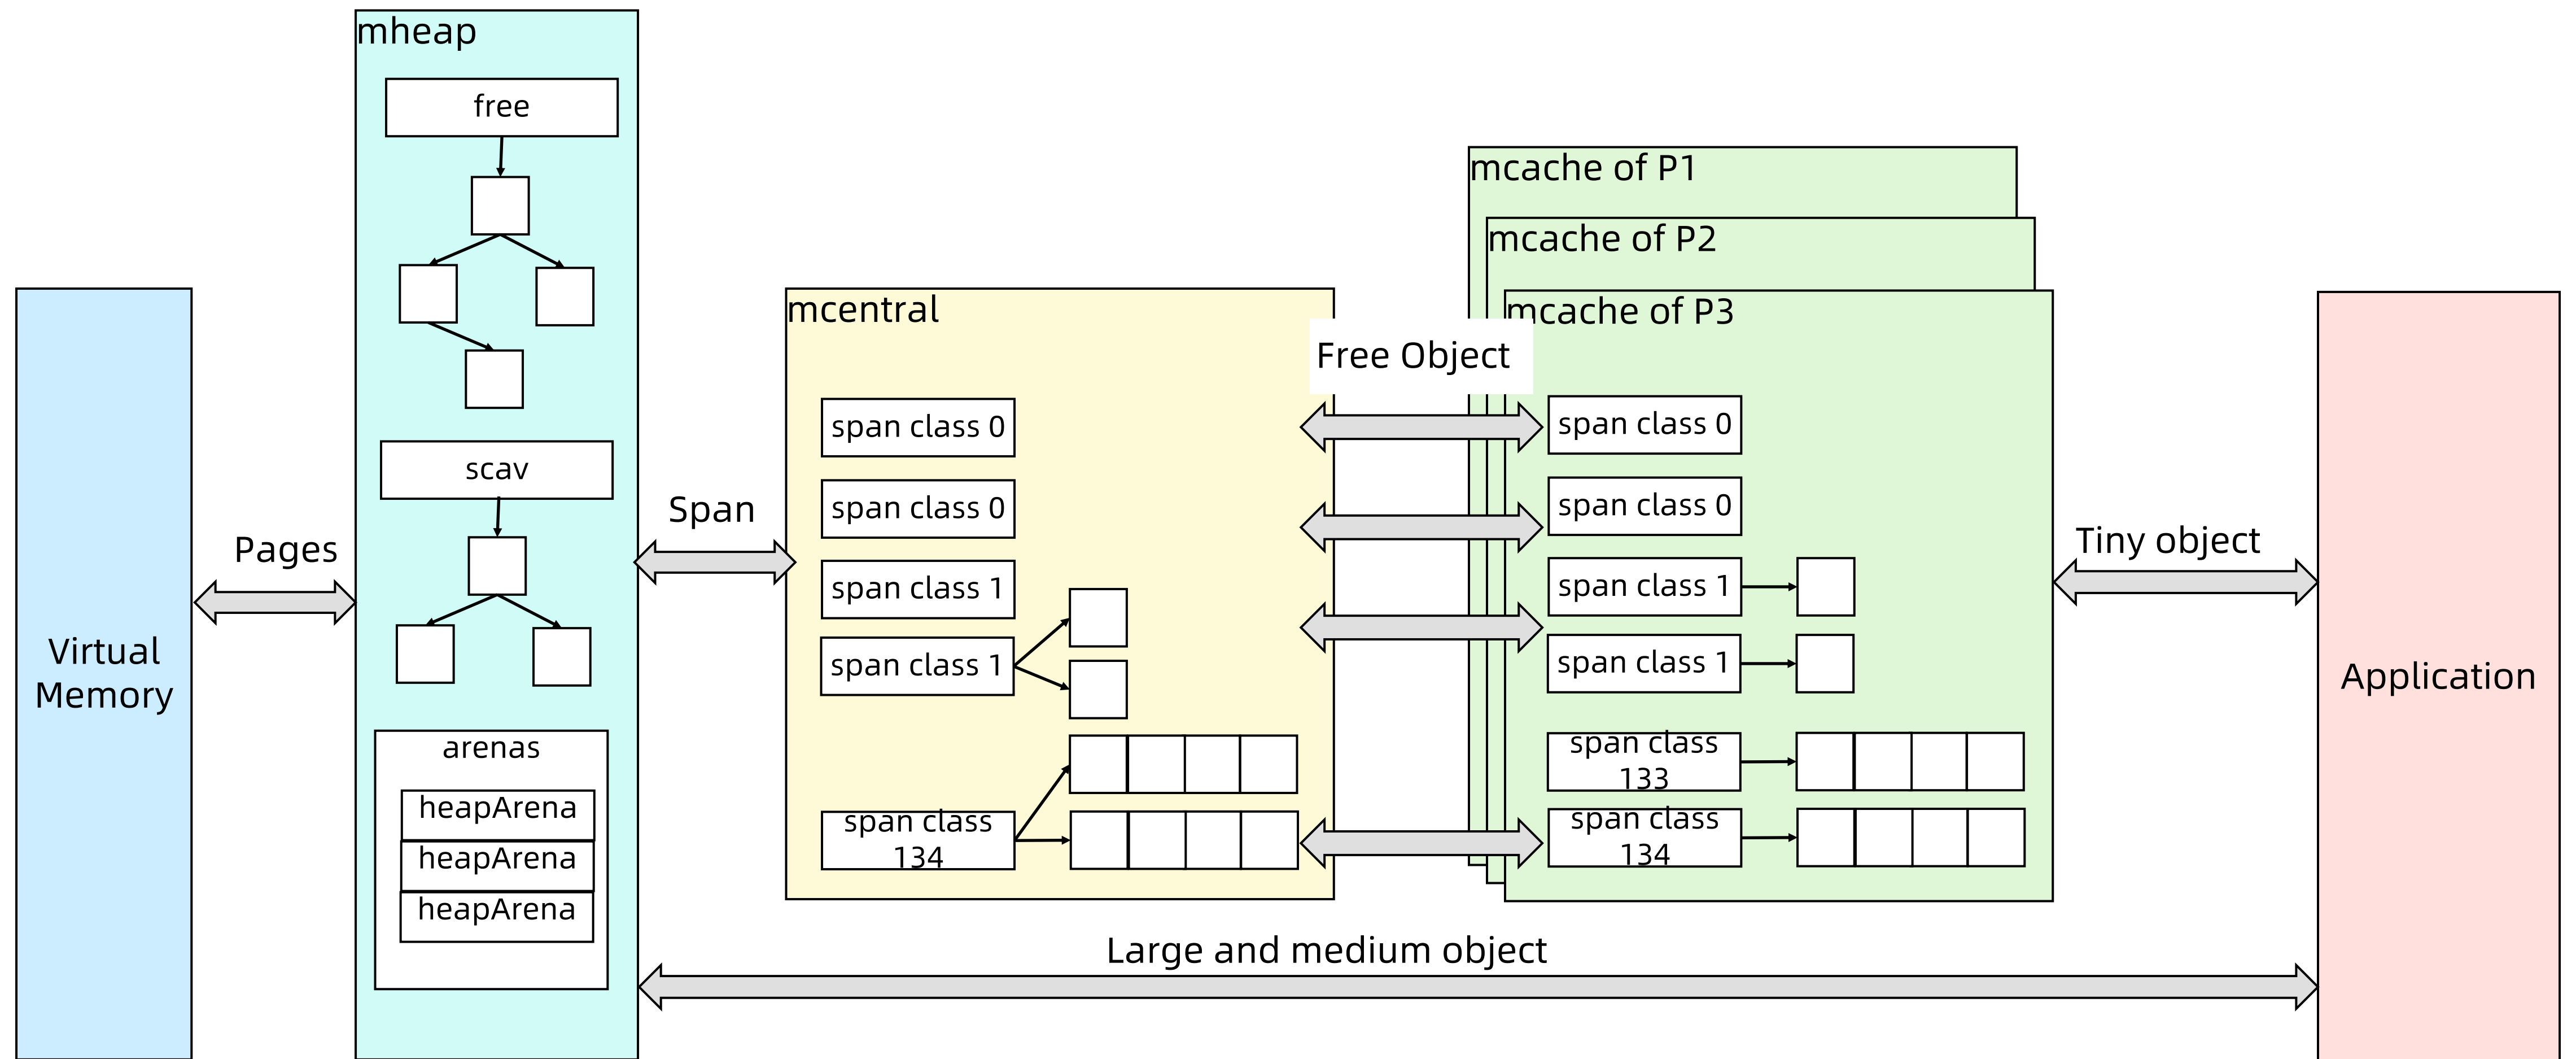 mheap
free
scav
arenas
heapArena
heapArena
heapArena
Virtual
Memory
Pages
Span
mcentral
span class 0
span class 0
span class 1
span class 1
span class
134
Free Object
mcache of P1
mcache of P2
mcache of P3
span class 0
span class 0
span class 1
span class 1
span class
133
span class
134
Tiny object
Application
Large and medium object